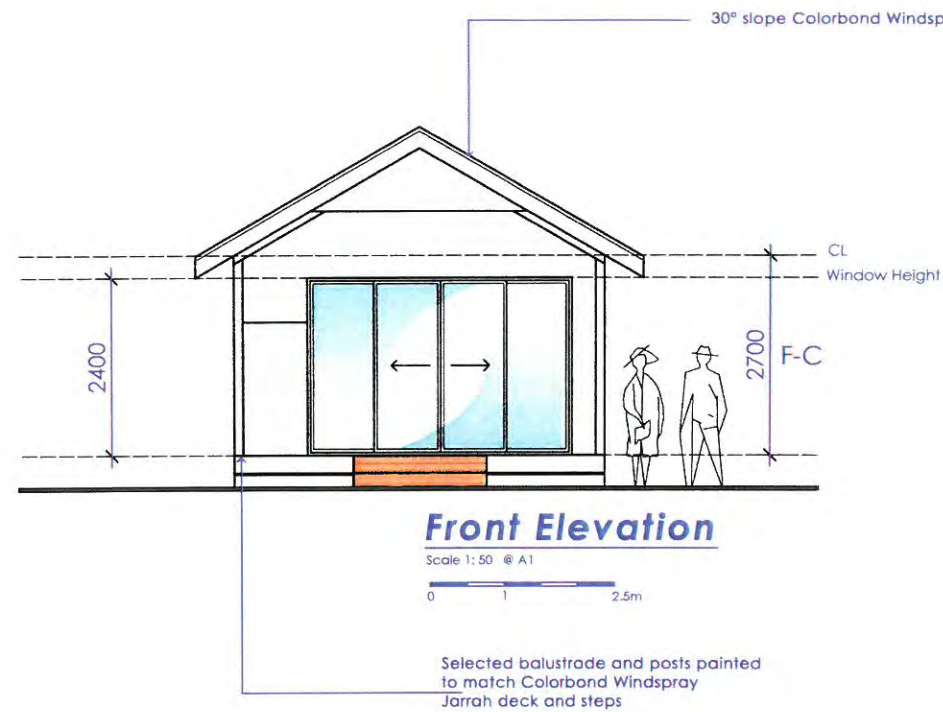 30° slope Colorbond Windsp
CL
Window Height
2400
2700
F-C
Front Elevation
Scale 1: 50 @ A1
0 1 2.5m
Selected balustrade and posts painted
to match Colorbond Windspray
Jarrah deck and steps